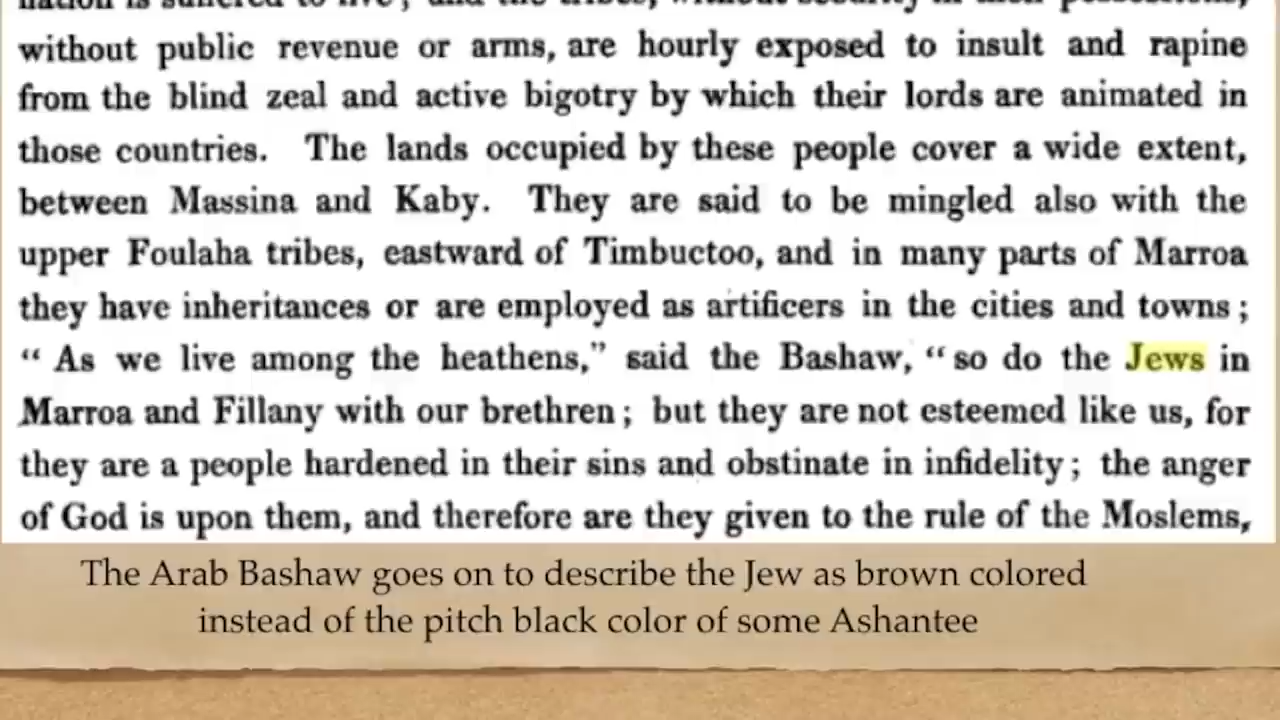 without public revenue or arms, are hourly exposed to insult and rapine
from the blind zeal and active bigotry by which their lords are animated in
those countries. The lands occupied by these people cover a wide extent,
between Massina and Kaby. They are said to be mingled also with the
upper Foulaha tribes, eastward of Timbuctoo, and in many parts of Marroa
they have inheritances or are employed as artificers in the cities and towns;
“ As we live among the heathens,” said the Bashaw, “ so do the Jews in
Marroa and Fillany with our brethren; but they are not esteemed like us, for
they are a people hardened in their sins and obstinate in infidelity; the anger
of God is upon them, and therefore are they given to the rule of the Moslems,
The Arab Bashaw goes on to describe the Jew as brown colored
instead of the pitch black color of some Ashantee